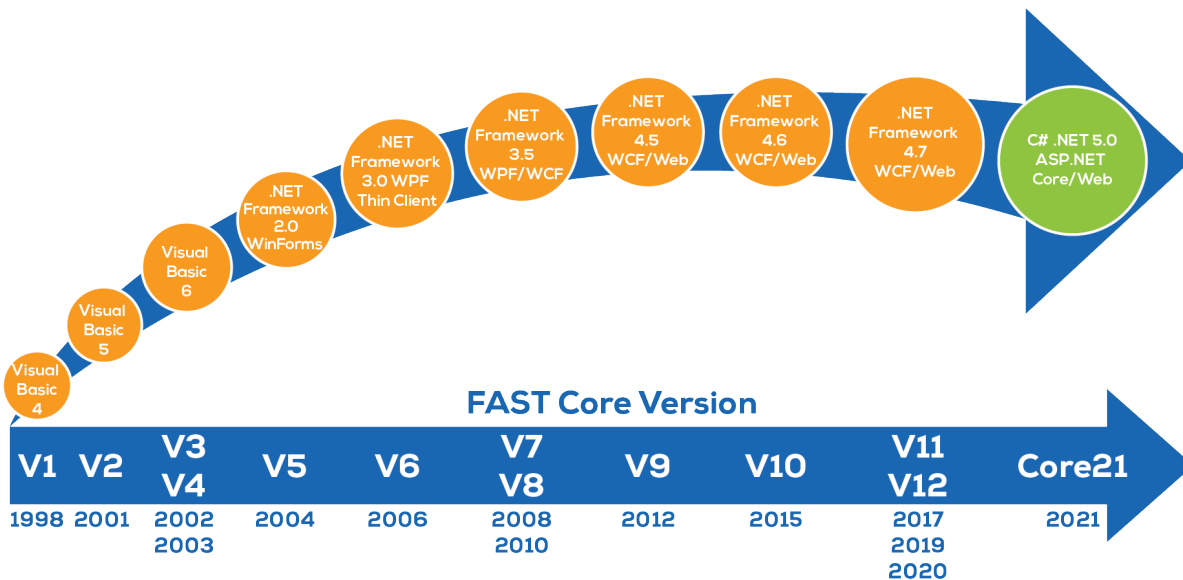 Visual
Basic
4
Visual
Basic
5
Visual
Basic
6
.NET
Framework
2.0
WinForms
.NET
Framework
3.0 WPF
Thin Client
.NET
Framework
3.5
WPF/WCF
.NET
Framework
4.5
WCF/Web
.NET
Framework
4.6
WCF/Web
.NET
Framework
4.7
WCF/Web
C# .NET 5.0
ASP.NET
Core/Web
FAST Core Version
V1
V2
V3
V4
V5
V6
V7
V8
V9
V10
V11
V12
Core21
1998
2001
2002
2003
2004
2006
2008
2010
2012
2015
2017
2019
2020
2021